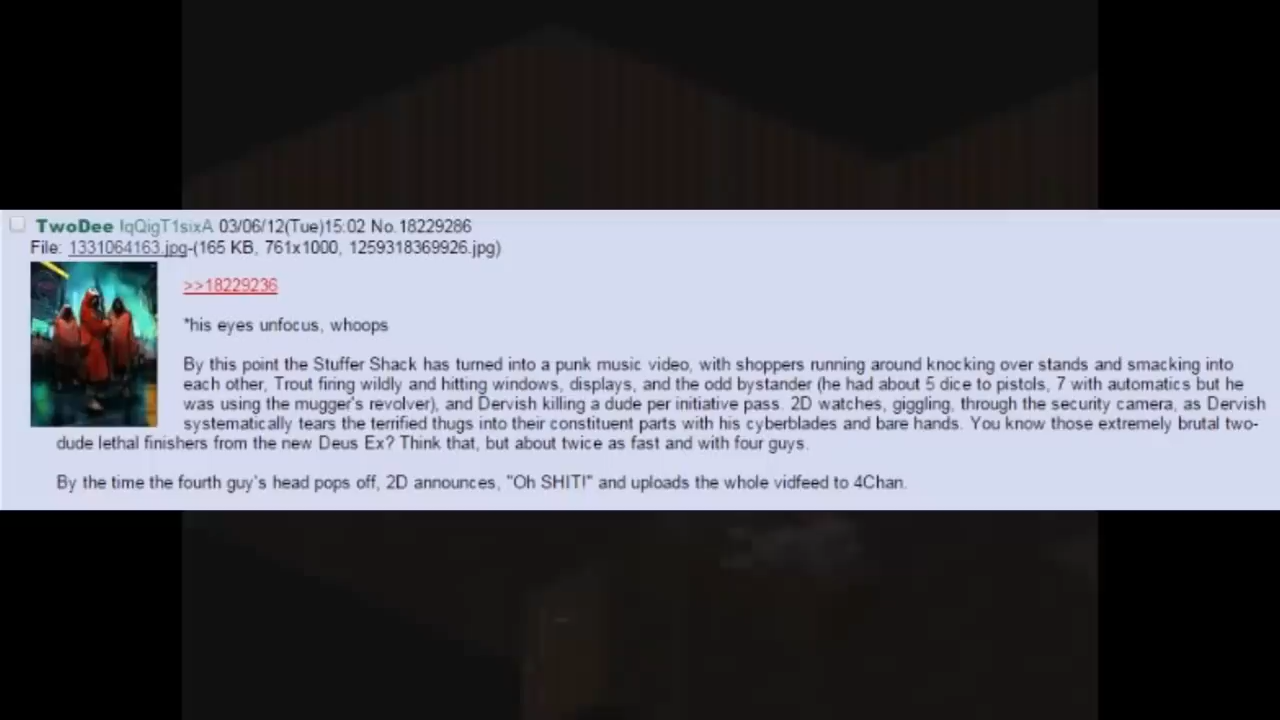 TwoDee !qQigT1sixA 03/06/12(Tue)15:02 No.18229286
File: 1331064163.jpg-(165 KB, 761x1000, 1259318369926.jpg)
>>18229236
*his eyes unfocus, whoops
By this point the Stuffer Shack has turned into a punk music video, with shoppers running around knocking over stands and smacking into
each other, Trout firing wildly and hitting windows, displays, and the odd bystander (he had about 5 dice to pistols, 7 with automatics but he
was using the mugger's revolver), and Dervish killing a dude per initiative pass. 2D watches, giggling, through the security camera, as Dervish
systematically tears the terrified thugs into their constituent parts with his cyberblades and bare hands. You know those extremely brutal two-
dude lethal finishers from the new Deus Ex? Think that, but about twice as fast and with four guys.
By the time the fourth guy's head pops off, 2D announces, "Oh SHIT!" and uploads the whole vidfeed to 4Chan.